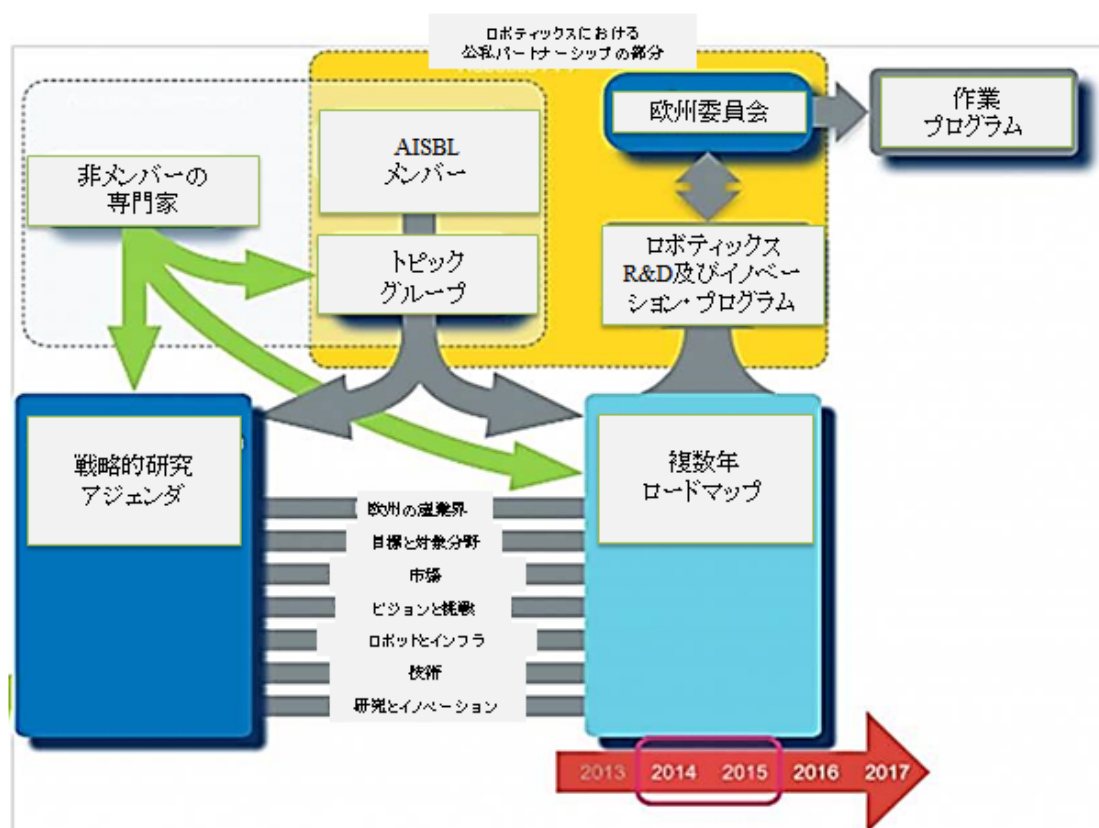 ロボティックスにおける
公私パートナーシップの部分
欧州委員会
作業
プログラム
AISBL
メンバー
非メンバーの
専門家
トピック
グループ
ロボティックス
R&D及びイノベー
ション・プログラム
戦略的研究
アジェンダ
複数年
ロードマップ
欧州の産業界
目標と対象分野
市場
ビジョンと挑戦
ロボットとインフラ
技術
研究とイノベーション
2013 2014 2015 2016 2017